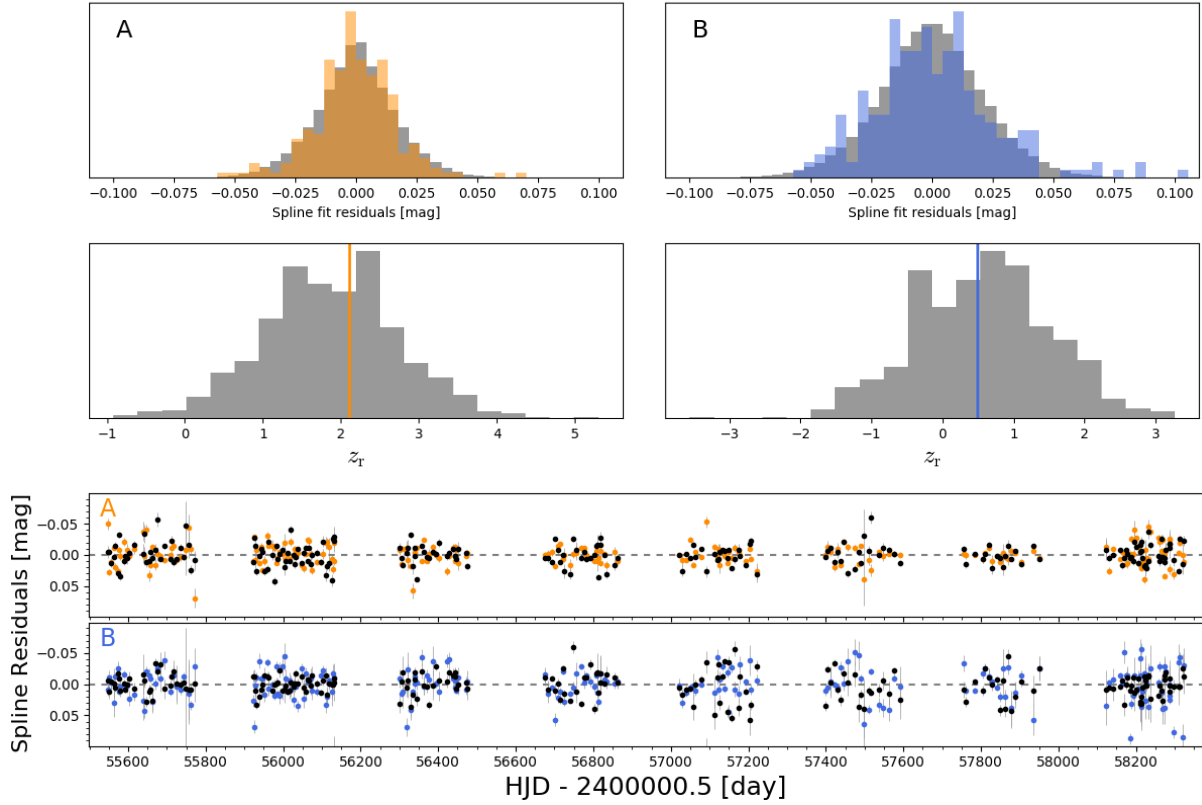 A
B
−0.100 −0.075 −0.050 −0.025 0.000 0.025 0.050 0.075 0.100
−0.100 −0.075 −0.050 −0.025 0.000 0.025 0.050 0.075 0.100
Spline fit residuals [mag]
Spline fit residuals [mag]
−1 0 1 2 3 4 5
−3 −2 −1 0 1 2 3
z_r
z_r
Spline Residuals [mag]
A
−0.05
0.00
0.05
B
−0.05
0.00
0.05
55600 55800 56000 56200 56400 56600 56800 57000 57200 57400 57600 57800 58000 58200
HJD - 2400000.5 [day]